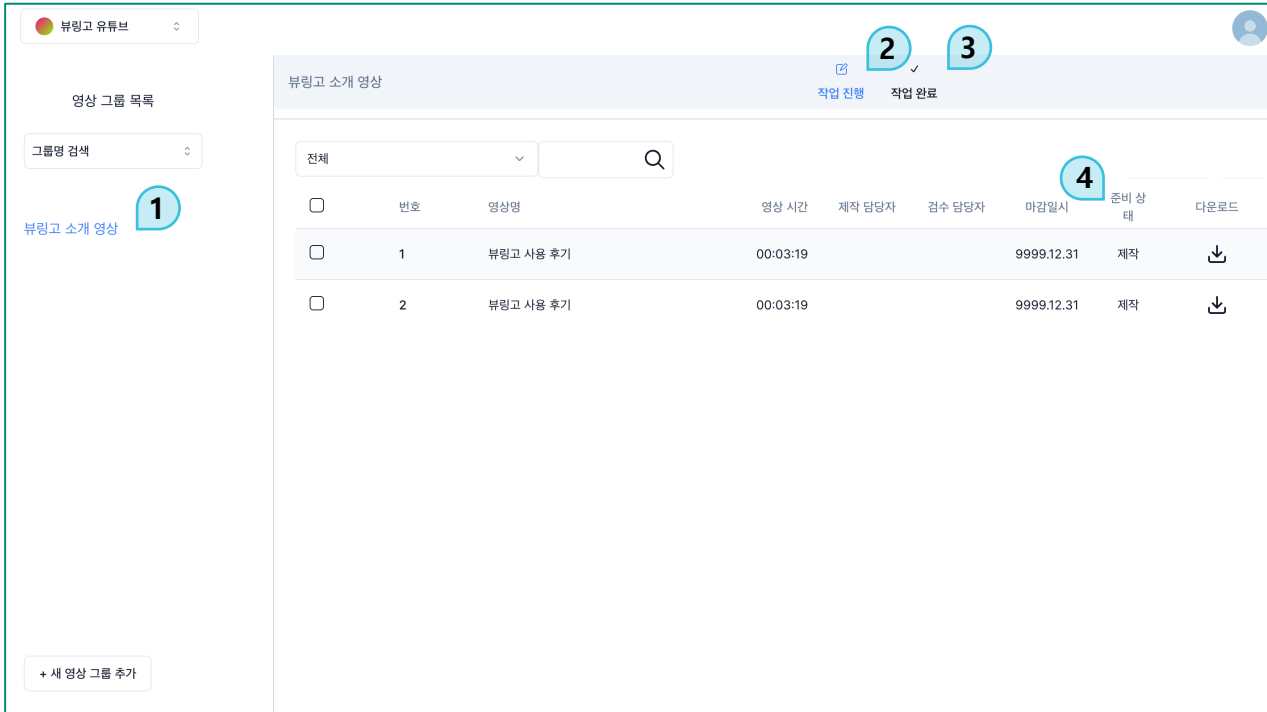 뷰링고 유튜브
2
3
뷰링고 소개 영상
작업 진행
작업 완료
영상 그룹 목록
그룹명 검색
전체
1
뷰링고 소개 영상
4
번호 영상명 영상 시간 제작 담당자 검수 담당자 마감일시 준비 상
태 다운로드
1 뷰링고 사용 후기 00:03:19 9999.12.31 제작
2 뷰링고 사용 후기 00:03:19 9999.12.31 제작
+ 새 영상 그룹 추가